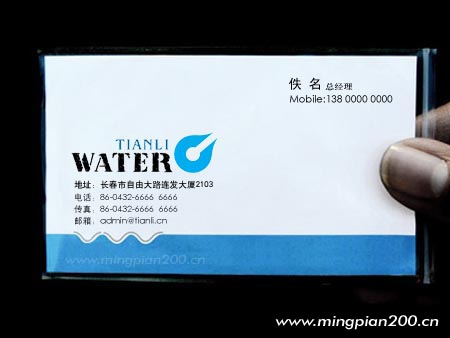 佚 名 总经理
Mobile:138 0000 0000
TIANLI
WATER
地址：长春市自由大路连发大厦2103
电话：86-0432-6666 6666
传真：86-0432-6666 6666
邮箱：admin@tianli.cn
www.mingpian200.cn
www.mingpian200.cn